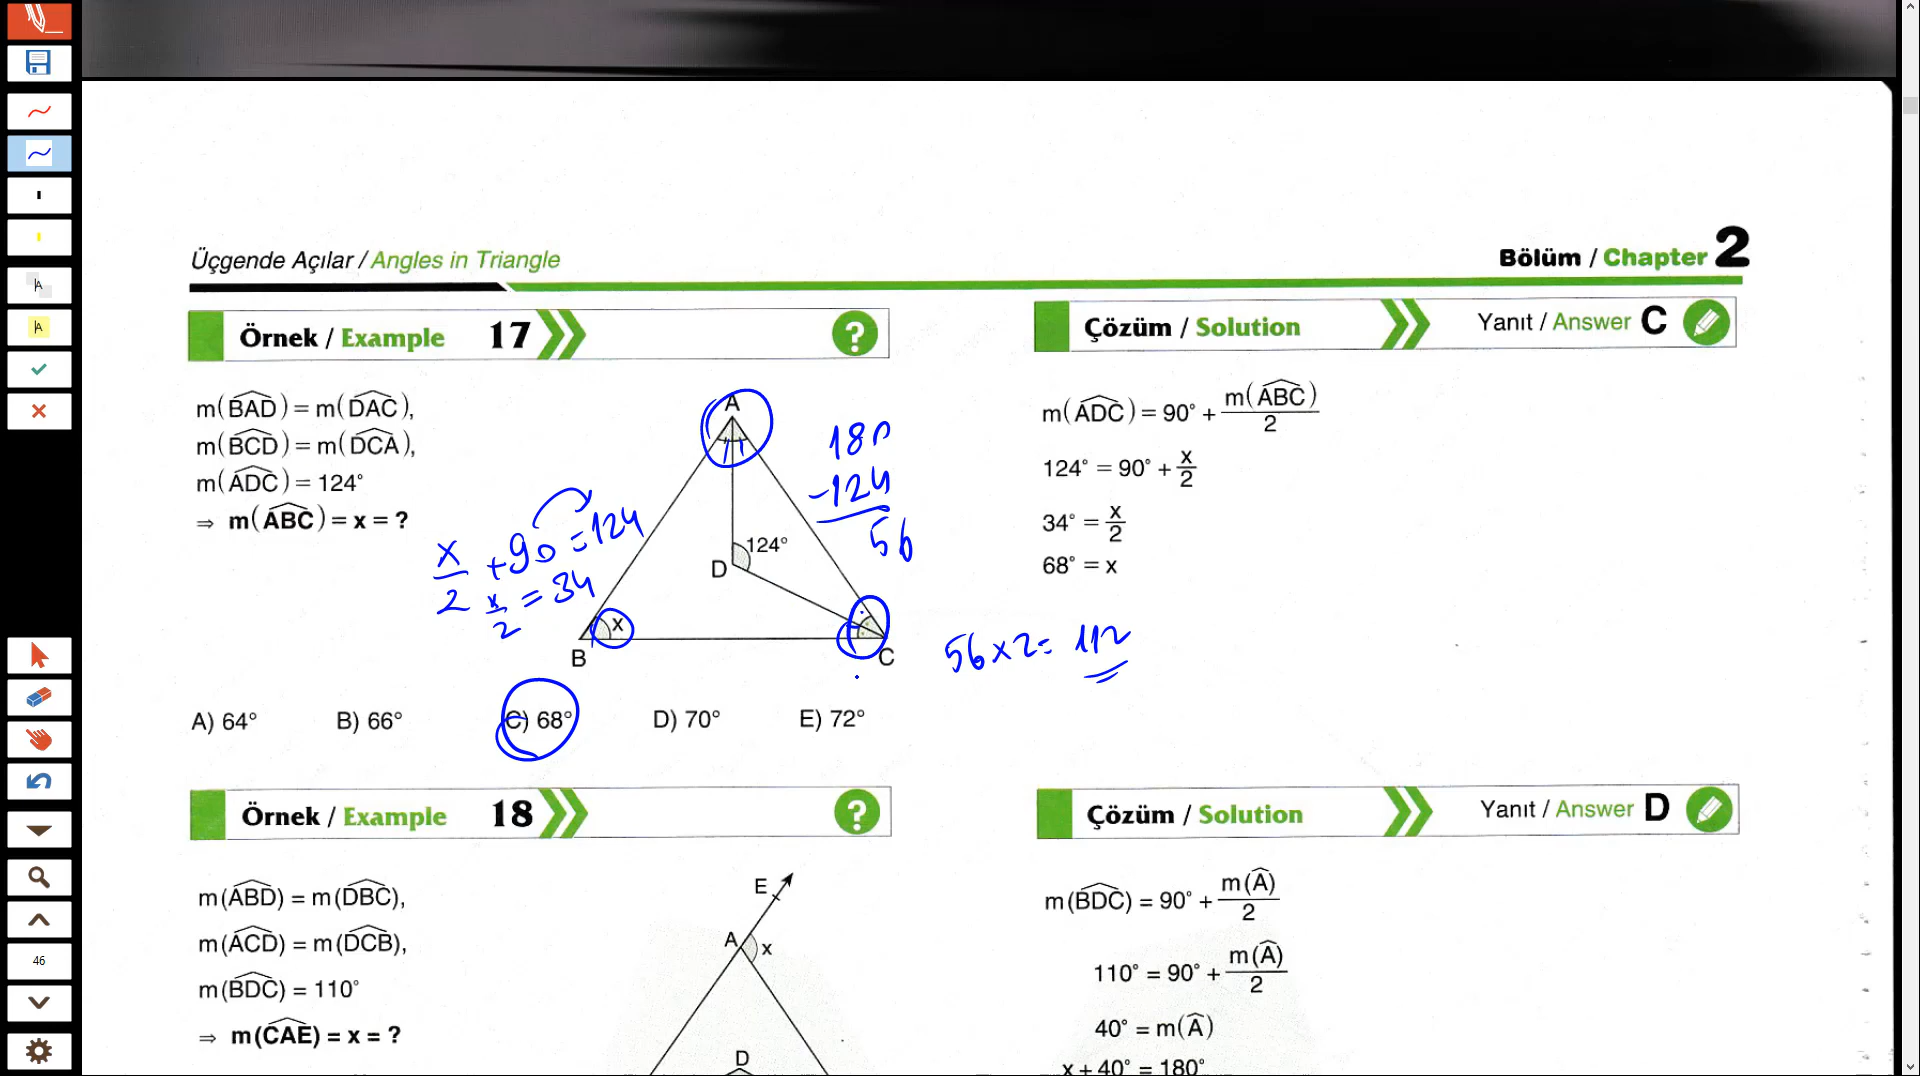 Üçgende Açılar / Angles in Triangle
Bölüm / Chapter 2
Örnek / Example 17
?
m(BAD) = m(DAC),
m(BCD) = m(DCA),
m(ADC) = 124°
⇒ m(ABC) = x = ?
A
124°
D
x
B
C
x/2 + 90 = 124
x/2 = 34
180
-124
56
56 x 2 = 112
A) 64° B) 66° C) 68° D) 70° E) 72°
Çözüm / Solution
Yanıt / Answer C
m(ADC) = 90° + m(ABC)/2
124° = 90° + x/2
34° = x/2
68° = x
Örnek / Example 18
?
m(ABD) = m(DBC),
m(ACD) = m(DCB),
m(BDC) = 110°
⇒ m(CAE) = x = ?
E
A
x
D
Çözüm / Solution
Yanıt / Answer D
m(BDC) = 90° + m(A)/2
110° = 90° + m(A)/2
40° = m(A)
x + 40° = 180°
A
A
46